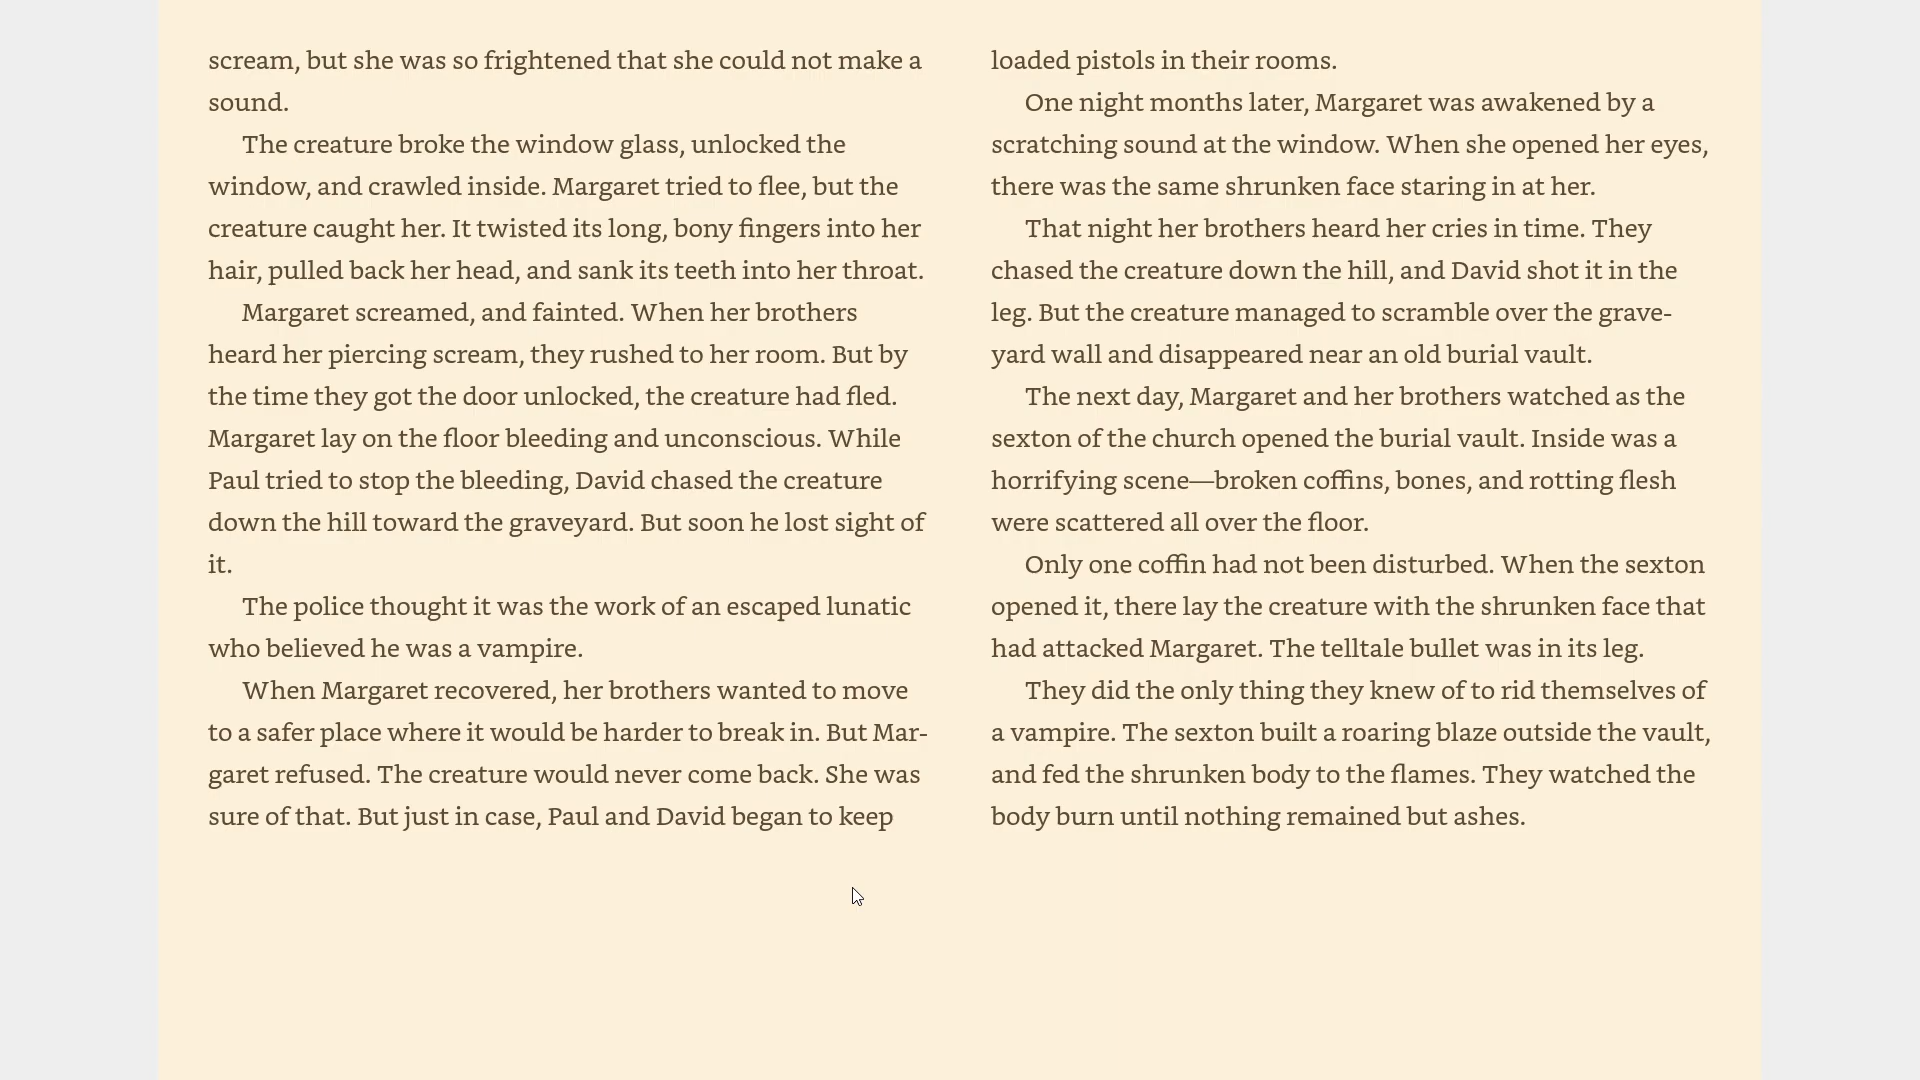 scream, but she was so frightened that she could not make a
sound.
The creature broke the window glass, unlocked the
window, and crawled inside. Margaret tried to flee, but the
creature caught her. It twisted its long, bony fingers into her
hair, pulled back her head, and sank its teeth into her throat.
Margaret screamed, and fainted. When her brothers
heard her piercing scream, they rushed to her room. But by
the time they got the door unlocked, the creature had fled.
Margaret lay on the floor bleeding and unconscious. While
Paul tried to stop the bleeding, David chased the creature
down the hill toward the graveyard. But soon he lost sight of
it.
The police thought it was the work of an escaped lunatic
who believed he was a vampire.
When Margaret recovered, her brothers wanted to move
to a safer place where it would be harder to break in. But Mar-
garet refused. The creature would never come back. She was
sure of that. But just in case, Paul and David began to keep
loaded pistols in their rooms.
One night months later, Margaret was awakened by a
scratching sound at the window. When she opened her eyes,
there was the same shrunken face staring in at her.
That night her brothers heard her cries in time. They
chased the creature down the hill, and David shot it in the
leg. But the creature managed to scramble over the grave-
yard wall and disappeared near an old burial vault.
The next day, Margaret and her brothers watched as the
sexton of the church opened the burial vault. Inside was a
horrifying scene—broken coffins, bones, and rotting flesh
were scattered all over the floor.
Only one coffin had not been disturbed. When the sexton
opened it, there lay the creature with the shrunken face that
had attacked Margaret. The telltale bullet was in its leg.
They did the only thing they knew of to rid themselves of
a vampire. The sexton built a roaring blaze outside the vault,
and fed the shrunken body to the flames. They watched the
body burn until nothing remained but ashes.